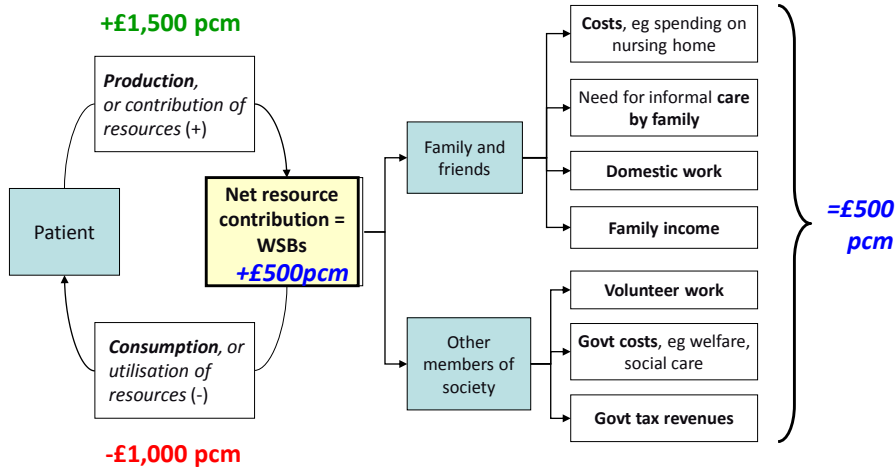 +£1,500 pcm
Production,
or contribution of
resources (+)
Patient
Net resource
contribution =
WSBs
+£500pcm
Consumption, or
utilisation of
resources (-)
-£1,000 pcm
Family and
friends
Other
members of
society
Costs, eg spending on
nursing home
Need for informal care
by family
Domestic work
Family income
Volunteer work
Govt costs, eg welfare,
social care
Govt tax revenues
=£500
pcm